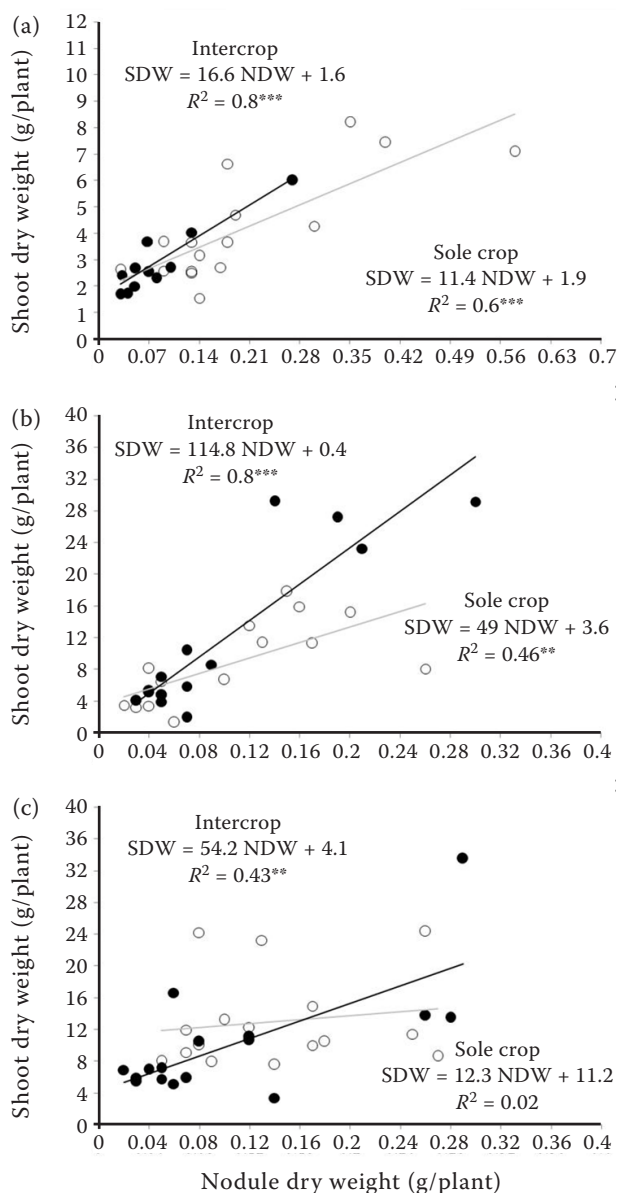 (a)
Shoot dry weight (g/plant)
12
11
10
9
8
7
6
5
4
3
2
1
0
Intercrop
SDW = 16.6 NDW + 1.6
R² = 0.8***
Sole crop
SDW = 11.4 NDW + 1.9
R² = 0.6***
0 0.07 0.14 0.21 0.28 0.35 0.42 0.49 0.56 0.63 0.7
(b)
Shoot dry weight (g/plant)
40
36
32
28
24
20
16
12
8
4
0
Intercrop
SDW = 114.8 NDW + 0.4
R² = 0.8***
Sole crop
SDW = 49 NDW + 3.6
R² = 0.46**
0 0.04 0.08 0.12 0.16 0.2 0.24 0.28 0.32 0.36 0.4
(c)
Shoot dry weight (g/plant)
40
36
32
28
24
20
16
12
8
4
0
Intercrop
SDW = 54.2 NDW + 4.1
R² = 0.43**
Sole crop
SDW = 12.3 NDW + 11.2
R² = 0.02
0 0.04 0.08 0.12 0.16 0.2 0.24 0.28 0.32 0.36 0.4
Nodule dry weight (g/plant)